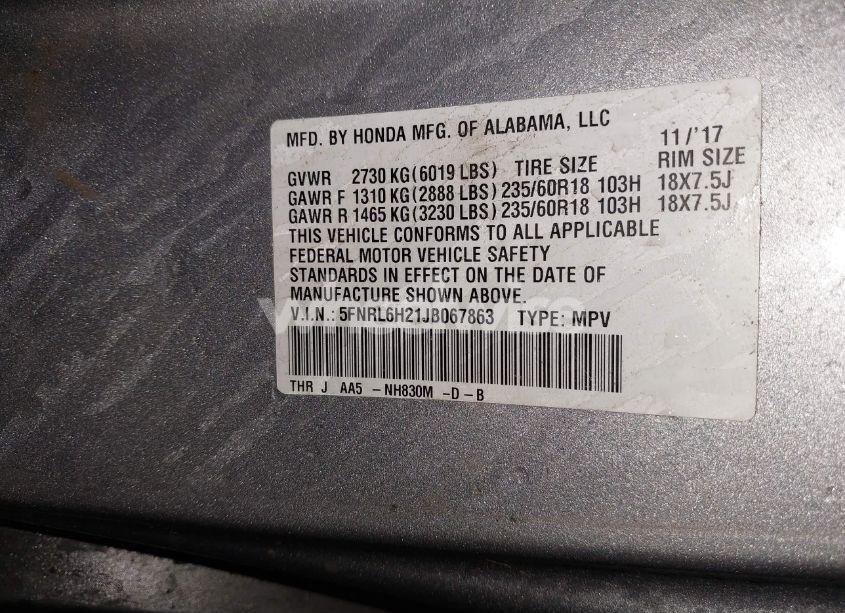 MFD. BY HONDA MFG. OF ALABAMA, LLC 11/'17
GVWR 2730 KG(6019 LBS) TIRE SIZE RIM SIZE
GAWR F 1310 KG(2888 LBS) 235/60R18 103H 18X7.5J
GAWR R 1465 KG(3230 LBS) 235/60R18 103H 18X7.5J
THIS VEHICLE CONFORMS TO ALL APPLICABLE
FEDERAL MOTOR VEHICLE SAFETY
STANDARDS IN EFFECT ON THE DATE OF
MANUFACTURE SHOWN ABOVE.
V.I.N.: 5FNRL6H21JB067863 TYPE: MPV
THR J AA5 -NH830M -D-B